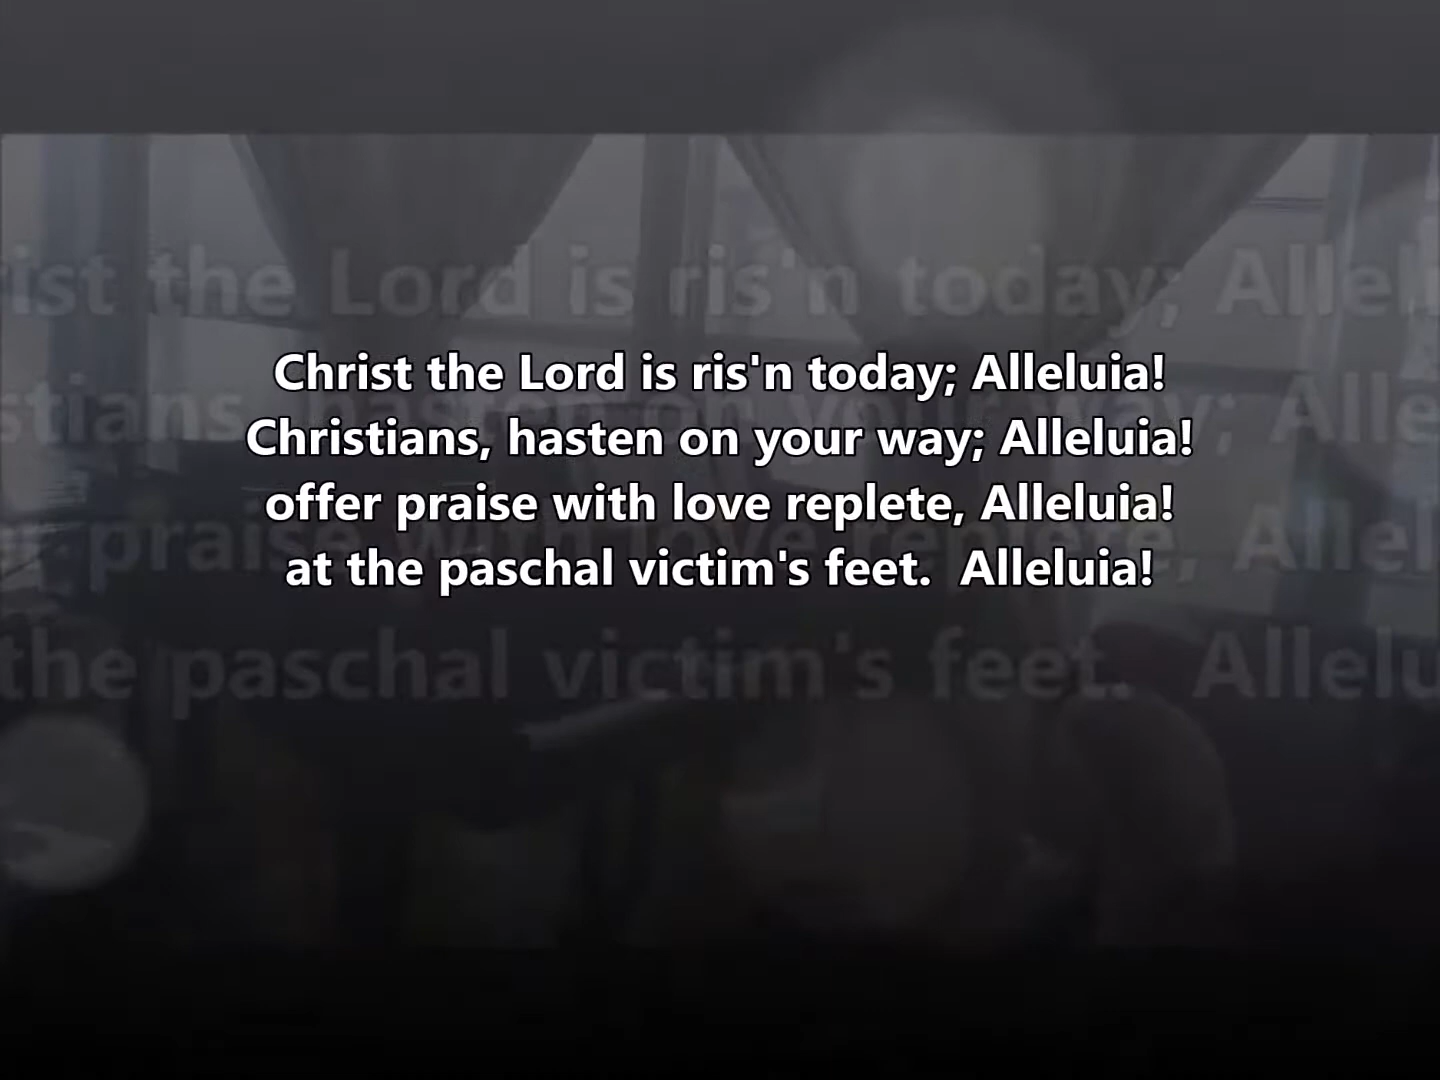 Christ the Lord is ris'n today; Alleluia!
Christians, hasten on your way; Alleluia!
offer praise with love replete, Alleluia!
at the paschal victim's feet.  Alleluia!